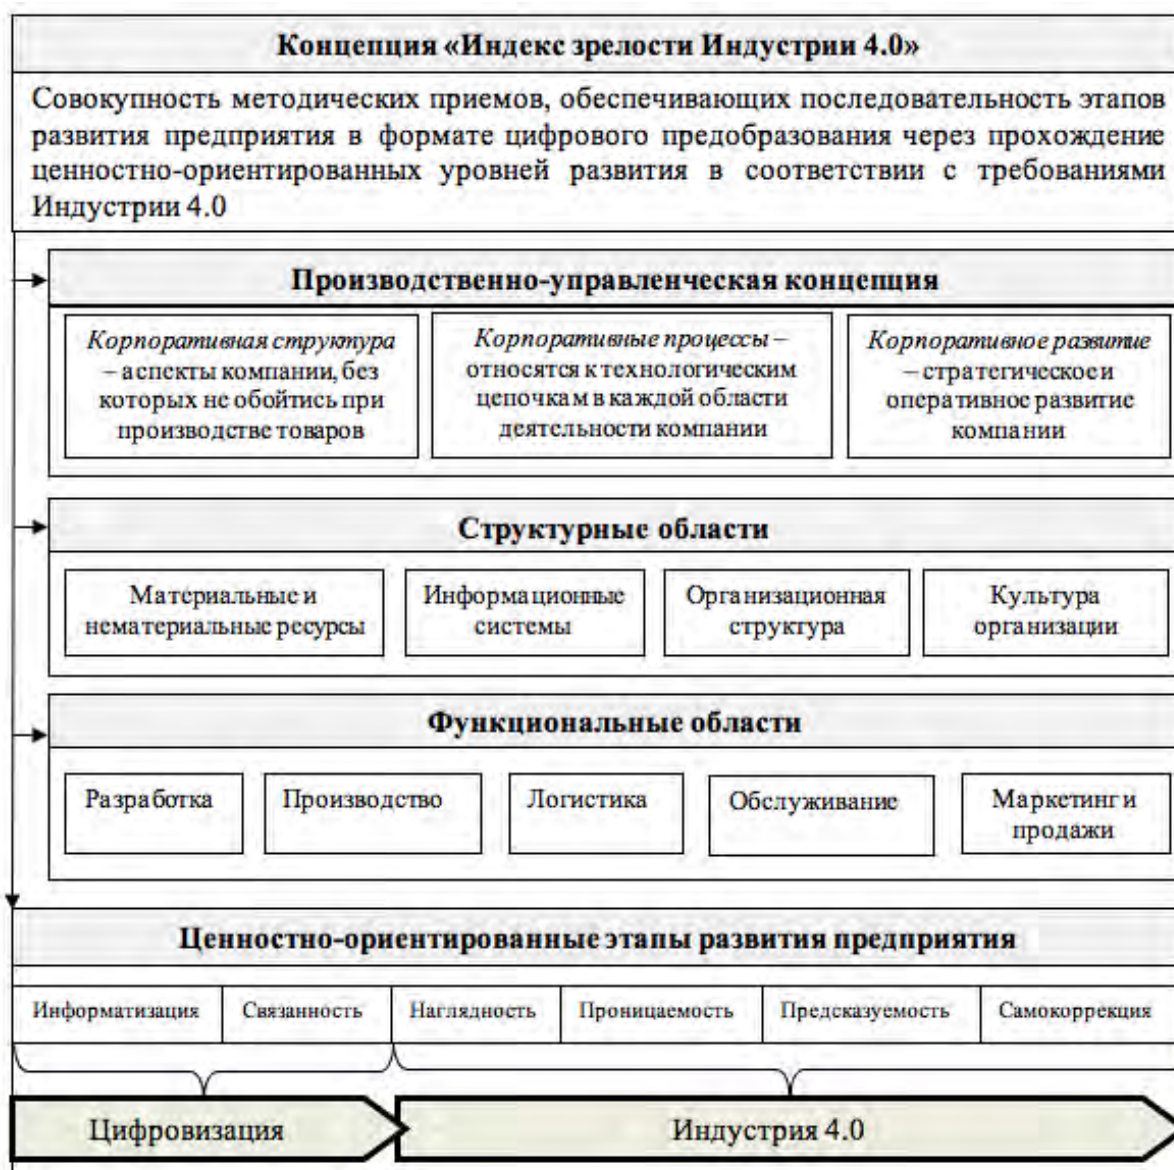 Концепция «Индекс зрелости Индустрии 4.0»
Совокупность методических приемов, обеспечивающих последовательность этапов
развития предприятия в формате цифрового предобразования через прохождение
ценностно-ориентированных уровней развития в соответствии с требованиями
Индустрии 4.0
Производственно-управленческая концепция
Корпоративная структура
– аспекты компании, без
которых не обойтись при
производстве товаров
Корпоративные процессы –
относятся к технологическим
цепочкам в каждой области
деятельности компании
Корпоративное развитие
– стратегическое и
оперативное развитие
компании
Структурные области
Материальные и
нематериальные ресурсы
Информационные
системы
Организационная
структура
Культура
организации
Функциональные области
Разработка
Производство
Логистика
Обслуживание
Маркетинг и
продажи
Ценностно-ориентированные этапы развития предприятия
Информатизация
Связанность
Наглядность
Проницаемость
Предсказуемость
Самокоррекция
Цифровизация
Индустрия 4.0